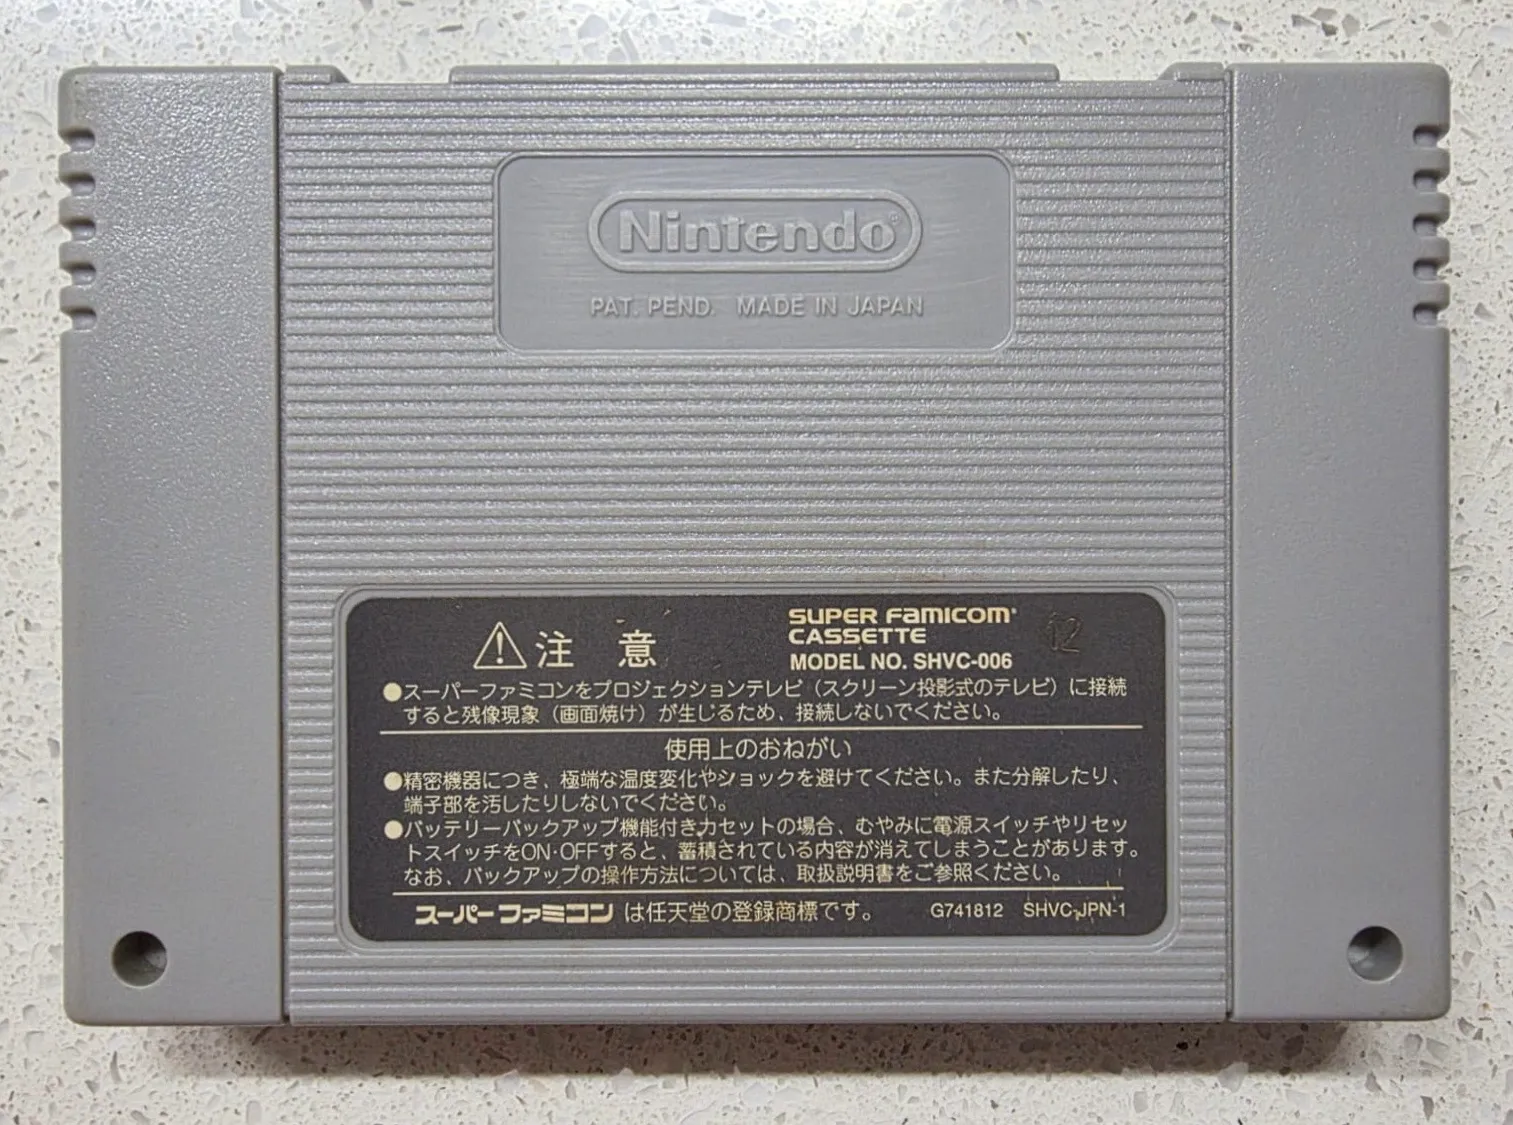 Nintendo®
PAT. PEND. MADE IN JAPAN
注 意
SUPER FAMICOM®
CASSETTE
MODEL NO. SHVC-006
12
●スーパーファミコンをプロジェクションテレビ（スクリーン投影式のテレビ）に接続
すると残像現象（画面焼け）が生じるため、接続しないでください。
使用上のおねがい
●精密機器につき、極端な温度変化やショックを避けてください。また分解したり、
端子部を汚したりしないでください。
●バッテリーバックアップ機能付きカセットの場合、むやみに電源スイッチやリセッ
トスイッチをON・OFFすると、蓄積されている内容が消えてしまうことがあります。
なお、バックアップの操作方法については、取扱説明書をご参照ください。
スーパーファミコンは任天堂の登録商標です。 G741812 SHVC-JPN-1